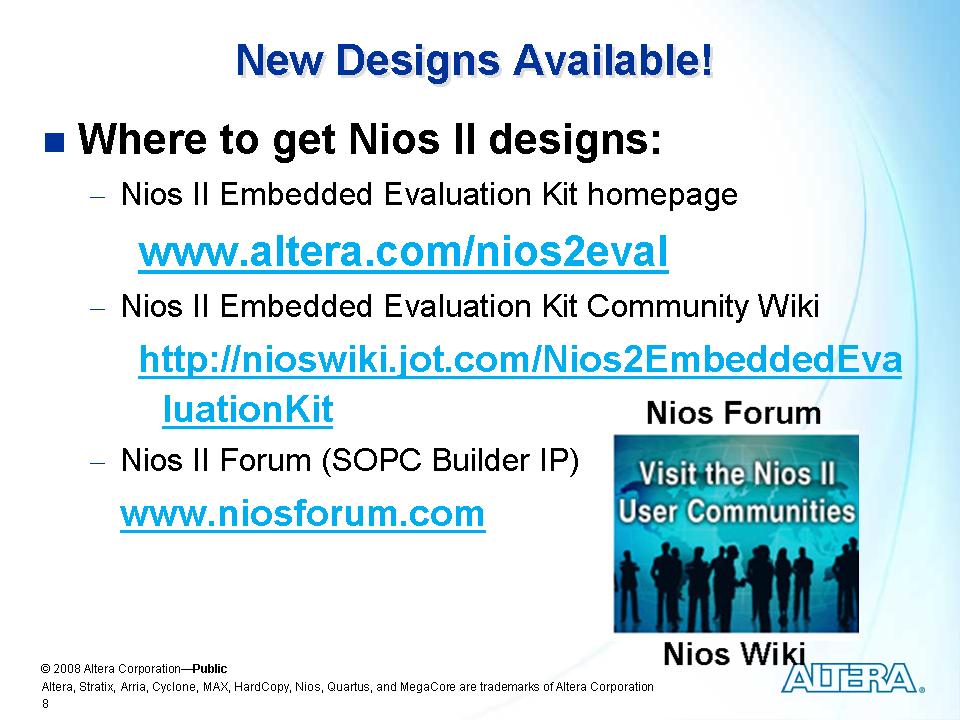 New Designs Available!
Where to get Nios II designs:
– Nios II Embedded Evaluation Kit homepage
www.altera.com/nios2eval
– Nios II Embedded Evaluation Kit Community Wiki
http://nioswiki.jot.com/Nios2EmbeddedEva
luationKit
– Nios II Forum (SOPC Builder IP)
www.niosforum.com
Nios Forum
Visit the Nios II
User Communities
Nios Wiki
© 2008 Altera Corporation—Public
Altera, Stratix, Arria, Cyclone, MAX, HardCopy, Nios, Quartus, and MegaCore are trademarks of Altera Corporation
8
ALTERA®